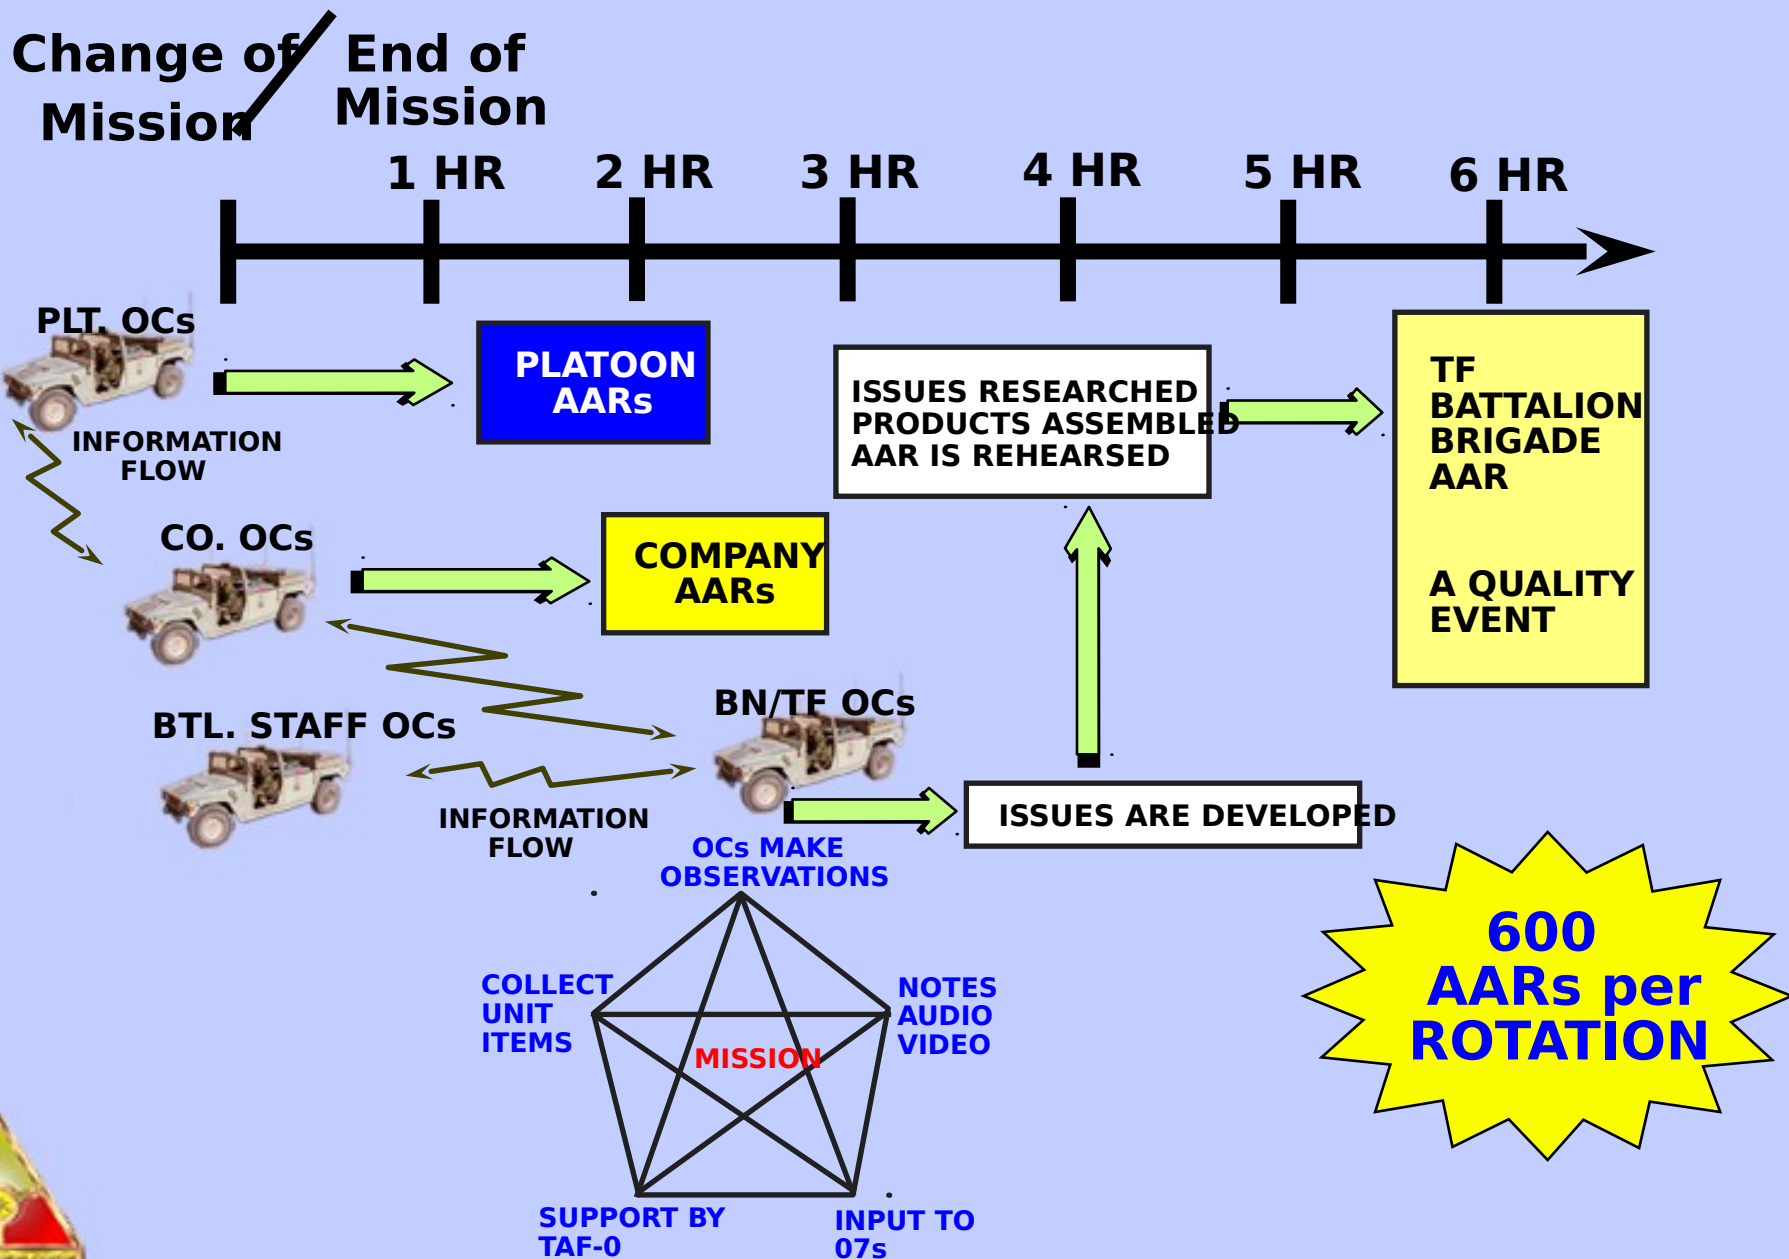 Change of
Mission
End of
Mission
1 HR
2 HR
3 HR
4 HR
5 HR
6 HR
PLT. OCs
PLATOON
AARs
ISSUES RESEARCHED
PRODUCTS ASSEMBLED
AAR IS REHEARSED
TF
BATTALION
BRIGADE
AAR
A QUALITY
EVENT
INFORMATION
FLOW
CO. OCs
COMPANY
AARs
BTL. STAFF OCs
BN/TF OCs
INFORMATION
FLOW
ISSUES ARE DEVELOPED
OCs MAKE
OBSERVATIONS
COLLECT
UNIT
ITEMS
NOTES
AUDIO
VIDEO
MISSION
SUPPORT BY
TAF-0
INPUT TO
07s
600
AARs per
ROTATION